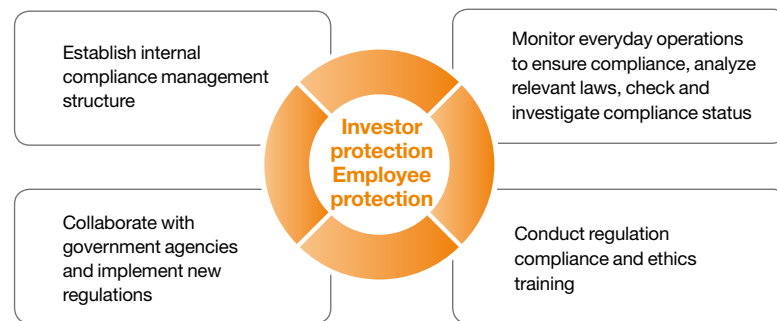 Establish internal
compliance management
structure
Monitor everyday operations
to ensure compliance, analyze
relevant laws, check and
investigate compliance status
Investor
protection
Employee
protection
Collaborate with
government agencies
and implement new
regulations
Conduct regulation
compliance and ethics
training